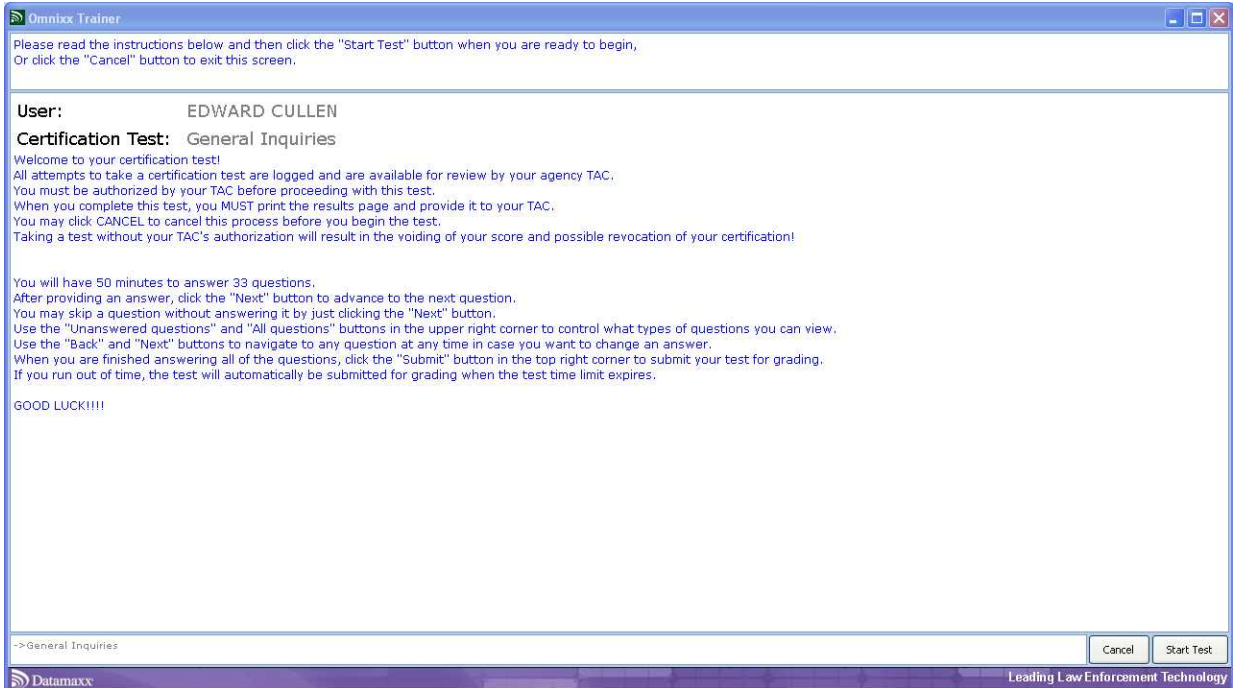 Omnixx Trainer
Please read the instructions below and then click the "Start Test" button when you are ready to begin,
Or click the "Cancel" button to exit this screen.
User: EDWARD CULLEN
Certification Test: General Inquiries
Welcome to your certification test!
All attempts to take a certification test are logged and are available for review by your agency TAC.
You must be authorized by your TAC before proceeding with this test.
When you complete this test, you MUST print the results page and provide it to your TAC.
You may click CANCEL to cancel this process before you begin the test.
Taking a test without your TAC's authorization will result in the voiding of your score and possible revocation of your certification!
You will have 50 minutes to answer 33 questions.
After providing an answer, click the "Next" button to advance to the next question.
You may skip a question without answering it by just clicking the "Next" button.
Use the "Unanswered questions" and "All questions" buttons in the upper right corner to control what types of questions you can view.
Use the "Back" and "Next" buttons to navigate to any question at any time in case you want to change an answer.
When you are finished answering all of the questions, click the "Submit" button in the top right corner to submit your test for grading.
If you run out of time, the test will automatically be submitted for grading when the test time limit expires.
GOOD LUCK!!!!
->General Inquiries
Cancel
Start Test
Datamaxx
Leading Law Enforcement Technology